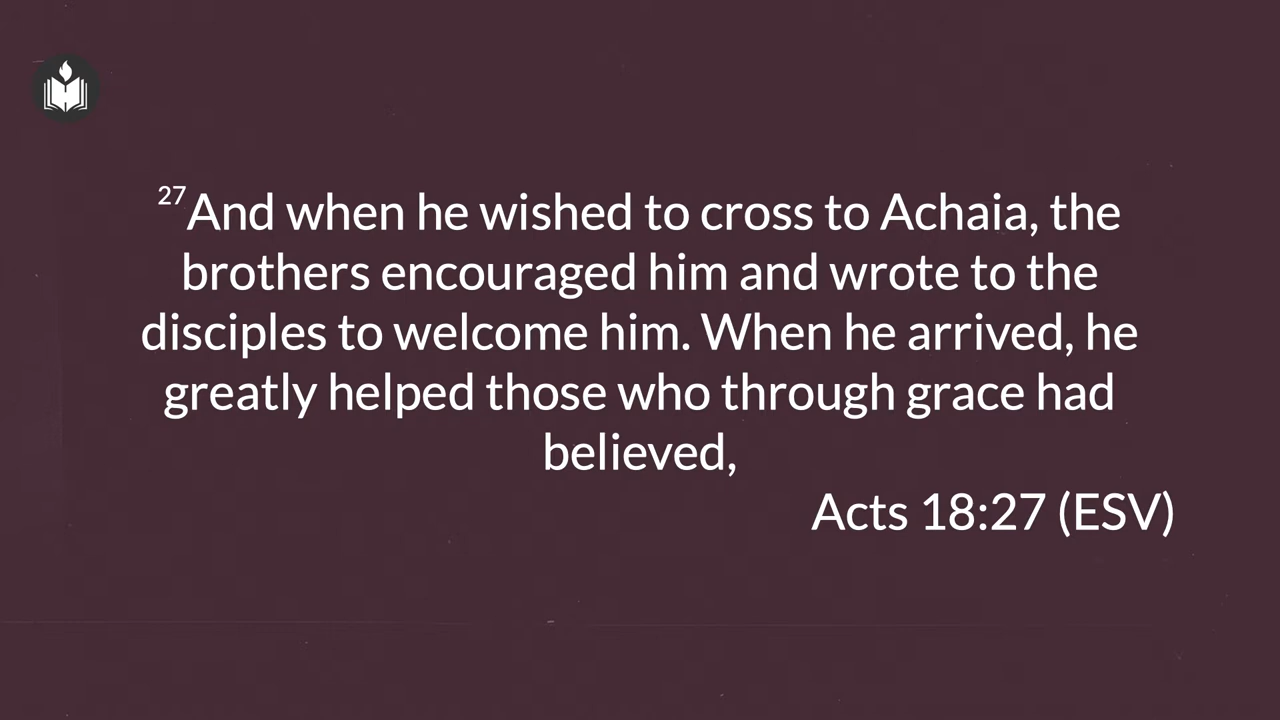 27And when he wished to cross to Achaia, the
brothers encouraged him and wrote to the
disciples to welcome him. When he arrived, he
greatly helped those who through grace had
believed,
Acts 18:27 (ESV)